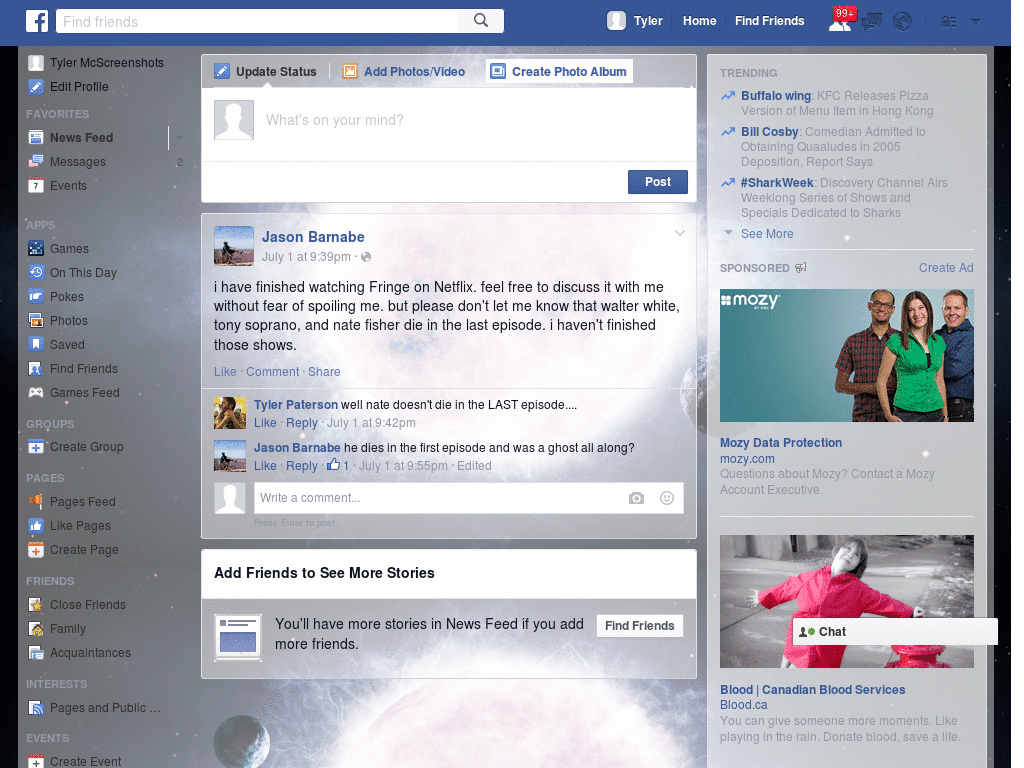 Find friends
Tyler
Home
Find Friends
99+
Tyler McScreenshots
Edit Profile
FAVORITES
News Feed
Messages 2
Events
APPS
Games
On This Day
Pokes
Photos
Saved
Find Friends
Games Feed
GROUPS
Create Group
PAGES
Pages Feed
Like Pages
Create Page
FRIENDS
Close Friends
Family
Acquaintances
INTERESTS
Pages and Public ...
EVENTS
Create Event
Update Status
Add Photos/Video
Create Photo Album
What's on your mind?
Post
Jason Barnabe
July 1 at 9:39pm ·
i have finished watching Fringe on Netflix. feel free to discuss it with me
without fear of spoiling me. but please don't let me know that walter white,
tony soprano, and nate fisher die in the last episode. i haven't finished
those shows.
Like · Comment · Share
Tyler Paterson well nate doesn't die in the LAST episode....
Like · Reply · July 1 at 9:42pm
Jason Barnabe he dies in the first episode and was a ghost all along?
Like · Reply · 1 · July 1 at 9:55pm · Edited
Write a comment...
Press Enter to post.
Add Friends to See More Stories
You'll have more stories in News Feed if you add
more friends.
Find Friends
TRENDING
Buffalo wing: KFC Releases Pizza
Version of Menu Item in Hong Kong
Bill Cosby: Comedian Admitted to
Obtaining Quaaludes in 2005
Deposition, Report Says
#SharkWeek: Discovery Channel Airs
Weeklong Series of Shows and
Specials Dedicated to Sharks
See More
SPONSORED
Create Ad
mozy
Mozy Data Protection
mozy.com
Questions about Mozy? Contact a Mozy
Account Executive.
Chat
Blood | Canadian Blood Services
Blood.ca
You can give someone more moments. Like
playing in the rain. Donate blood, save a life.